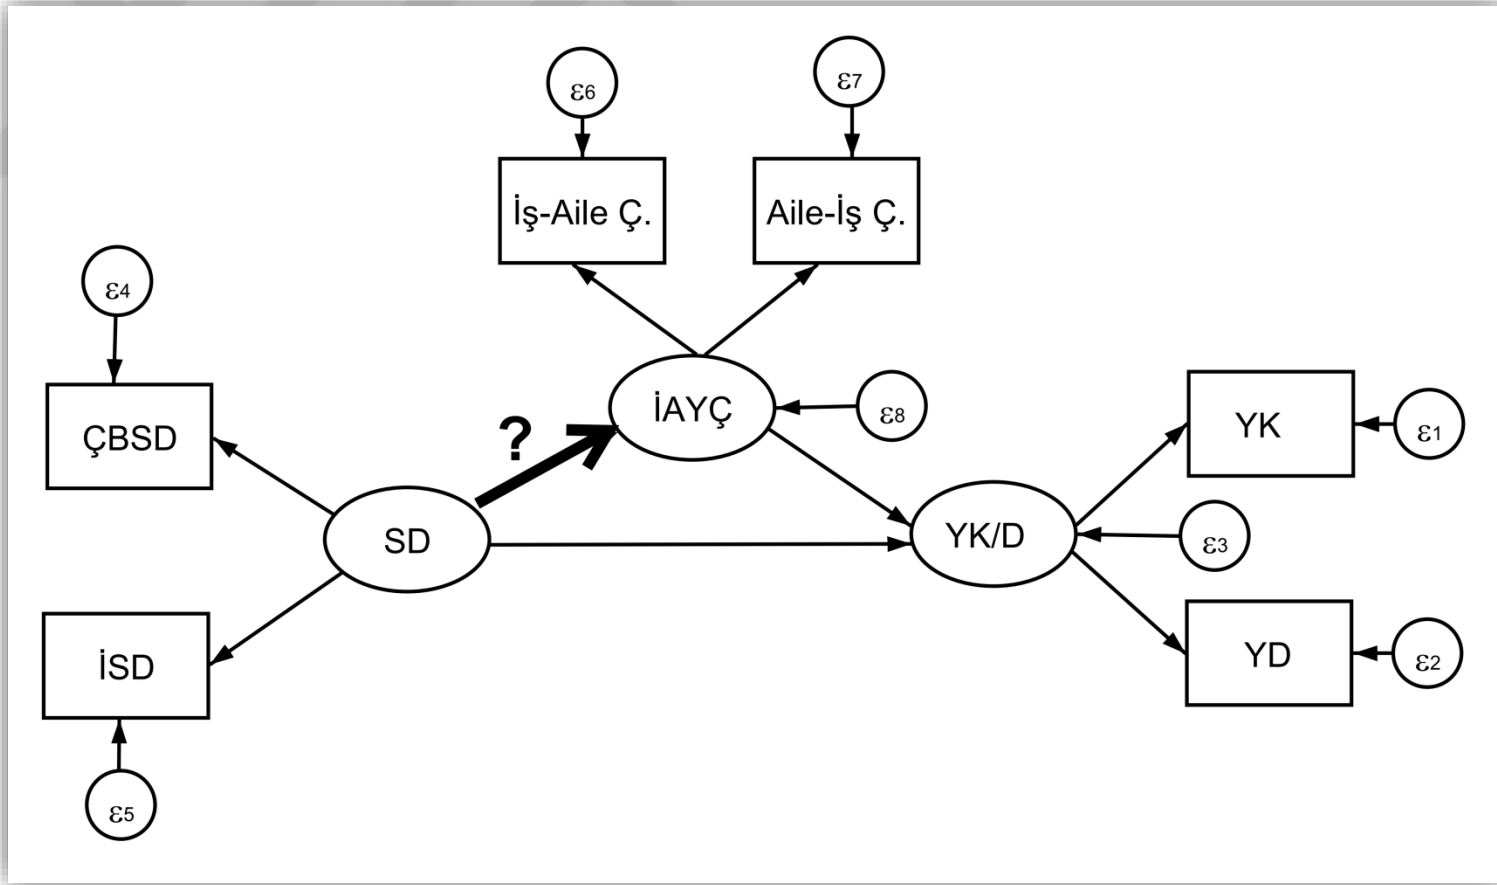 ε6
ε7
İş-Aile Ç.
Aile-İş Ç.
ε4
ÇBSD
?
İAYÇ
ε8
YK
ε1
SD
YK/D
ε3
İSD
YD
ε2
ε5